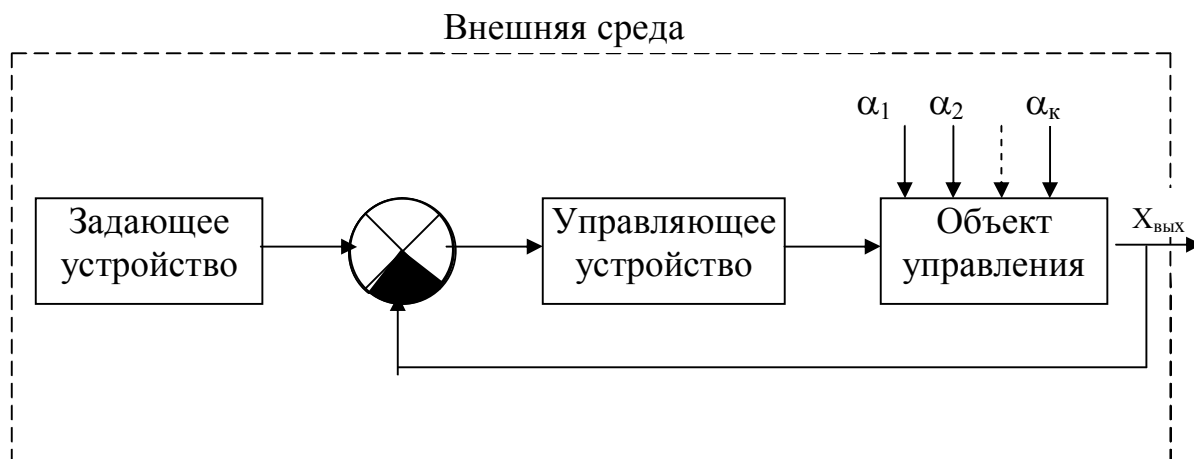 Внешняя среда
α₁ α₂ αк
Задающее
устройство
Управляющее
устройство
Объект
управления
Xвых